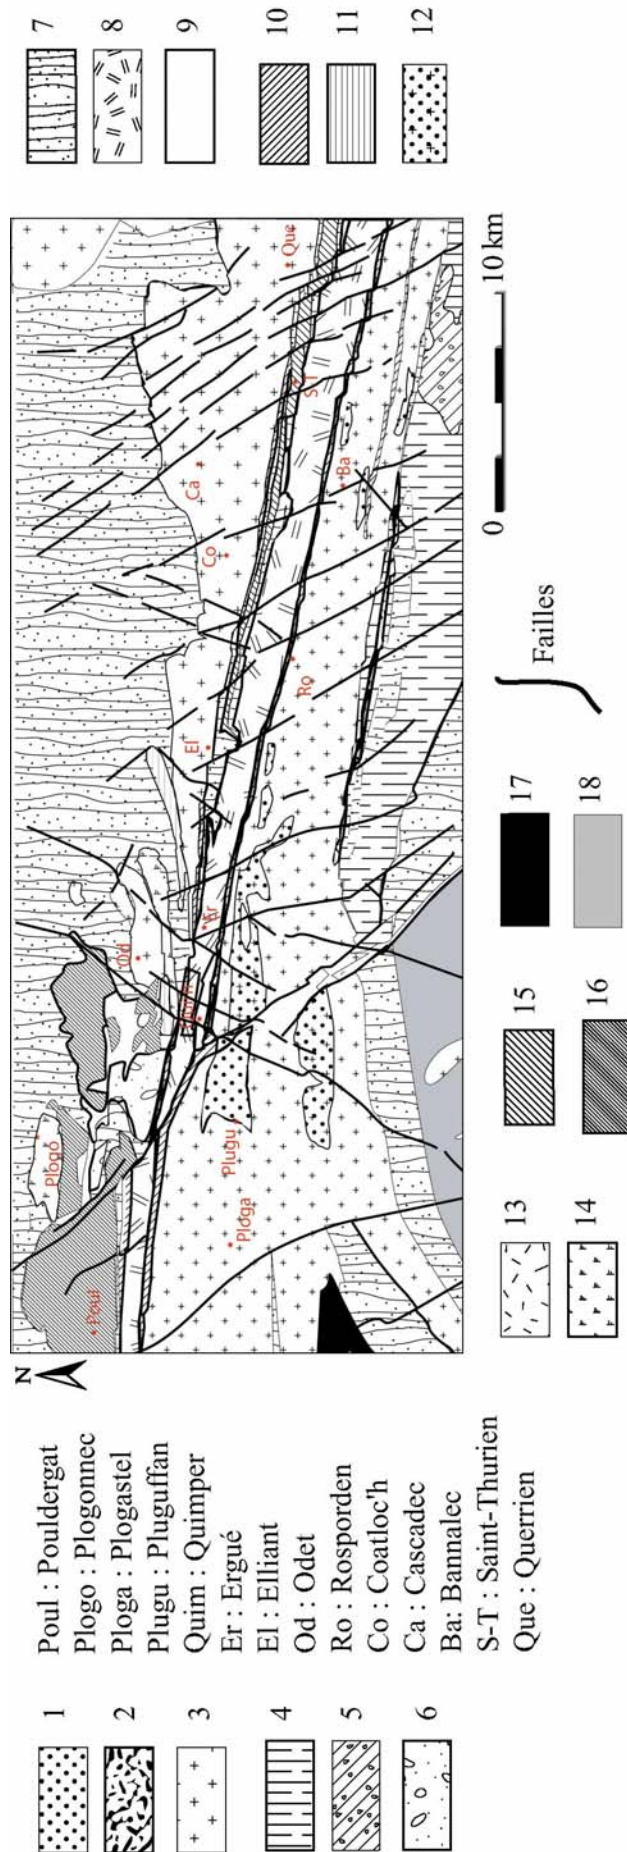 1
2
3
4
5
6
Poul : Pouldergat
Plogo : Plogonnec
Ploga : Plogastel
Plugu : Pluguffan
Quim : Quimper
Er : Ergué
El : Elliant
Od : Odet
Ro : Rosporden
Co : Coatloc'h
Ca : Cascadec
Ba: Bannalec
S-T : Saint-Thurien
Que : Querrien
N
Poul
Plogo
Ploga
Plugu
Od
Er
El
Ro
Co
Ca
Ba
S-T
Que
7
8
9
10
11
12
13
14
15
16
17
18
Failles
0
10 km